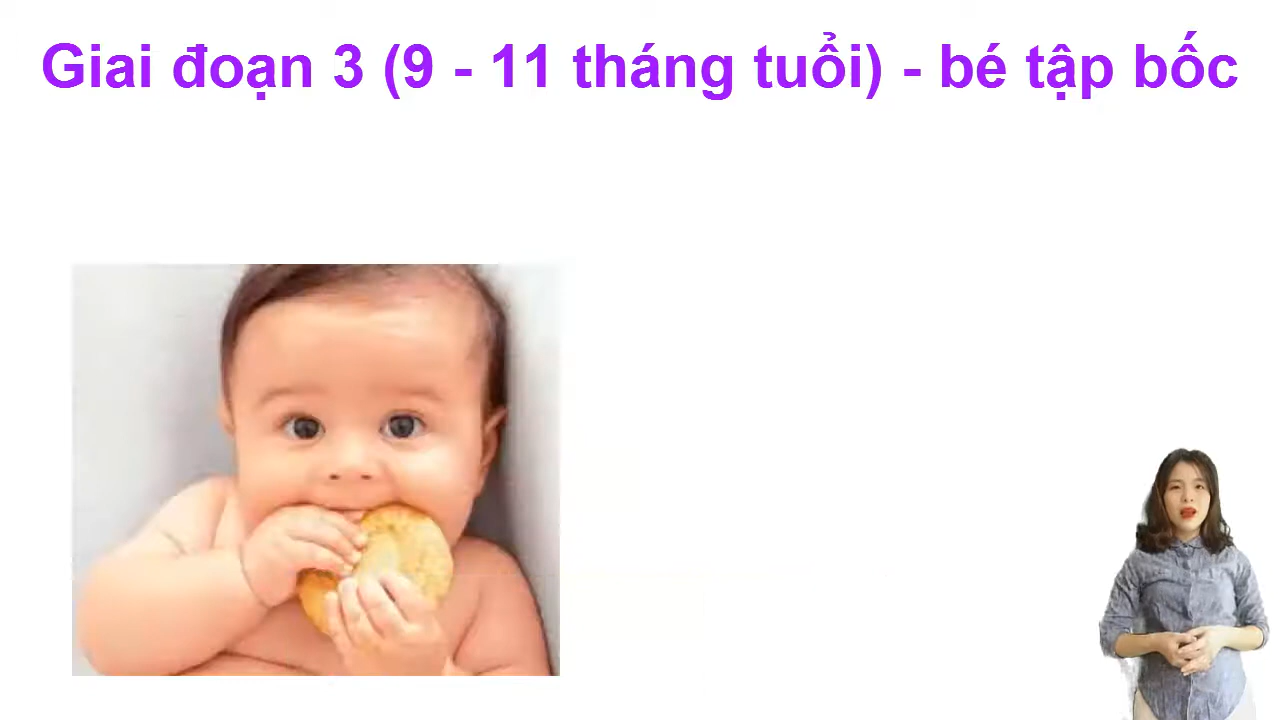 Giai đoạn 3 (9 - 11 tháng tuổi) - bé tập bốc